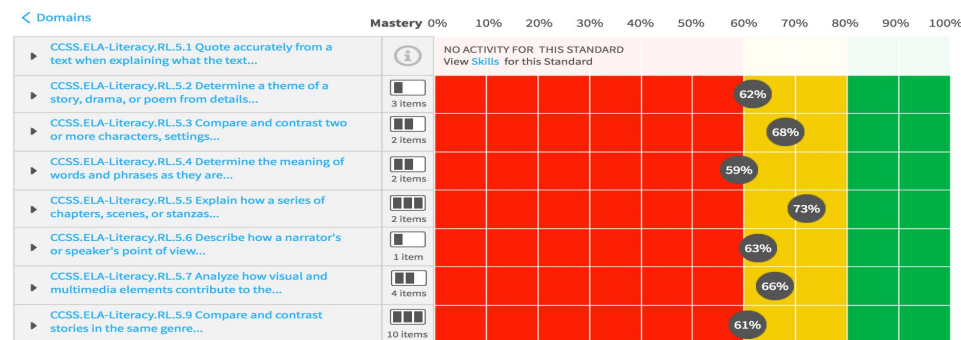 Domains
Mastery 0% 10% 20% 30% 40% 50% 60% 70% 80% 90% 100%
CCSS.ELA-Literacy.RL.5.1 Quote accurately from a
text when explaining what the text...
i
NO ACTIVITY FOR THIS STANDARD
View Skills for this Standard
CCSS.ELA-Literacy.RL.5.2 Determine a theme of a
story, drama, or poem from details...
3 items
62%
CCSS.ELA-Literacy.RL.5.3 Compare and contrast two
or more characters, settings...
2 items
68%
CCSS.ELA-Literacy.RL.5.4 Determine the meaning of
words and phrases as they are...
2 items
59%
CCSS.ELA-Literacy.RL.5.5 Explain how a series of
chapters, scenes, or stanzas...
2 items
73%
CCSS.ELA-Literacy.RL.5.6 Describe how a narrator's
or speaker's point of view...
1 item
63%
CCSS.ELA-Literacy.RL.5.7 Analyze how visual and
multimedia elements contribute to the...
4 items
66%
CCSS.ELA-Literacy.RL.5.9 Compare and contrast
stories in the same genre...
10 items
61%